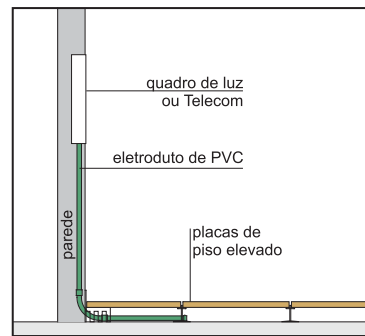 quadro de luz
ou Telecom
eletroduto de PVC
parede
placas de
piso elevado